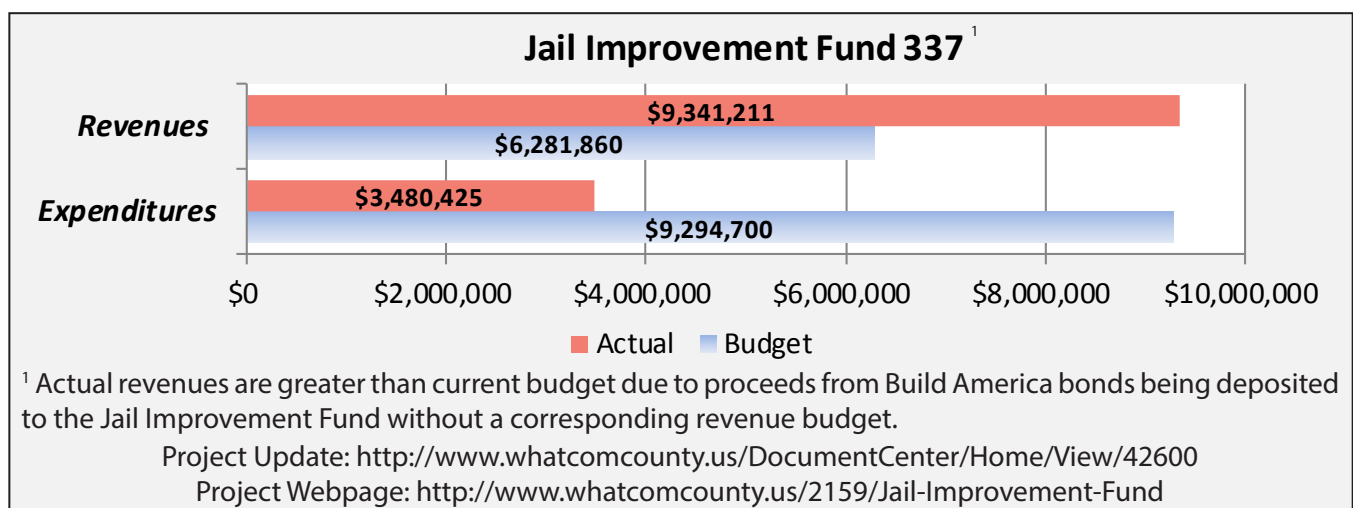 Jail Improvement Fund 337 1
Revenues
$9,341,211
$6,281,860
Expenditures
$3,480,425
$9,294,700
$0 $2,000,000 $4,000,000 $6,000,000 $8,000,000 $10,000,000
Actual Budget
1 Actual revenues are greater than current budget due to proceeds from Build America bonds being deposited
to the Jail Improvement Fund without a corresponding revenue budget.
Project Update: http://www.whatcomcounty.us/DocumentCenter/Home/View/42600
Project Webpage: http://www.whatcomcounty.us/2159/Jail-Improvement-Fund